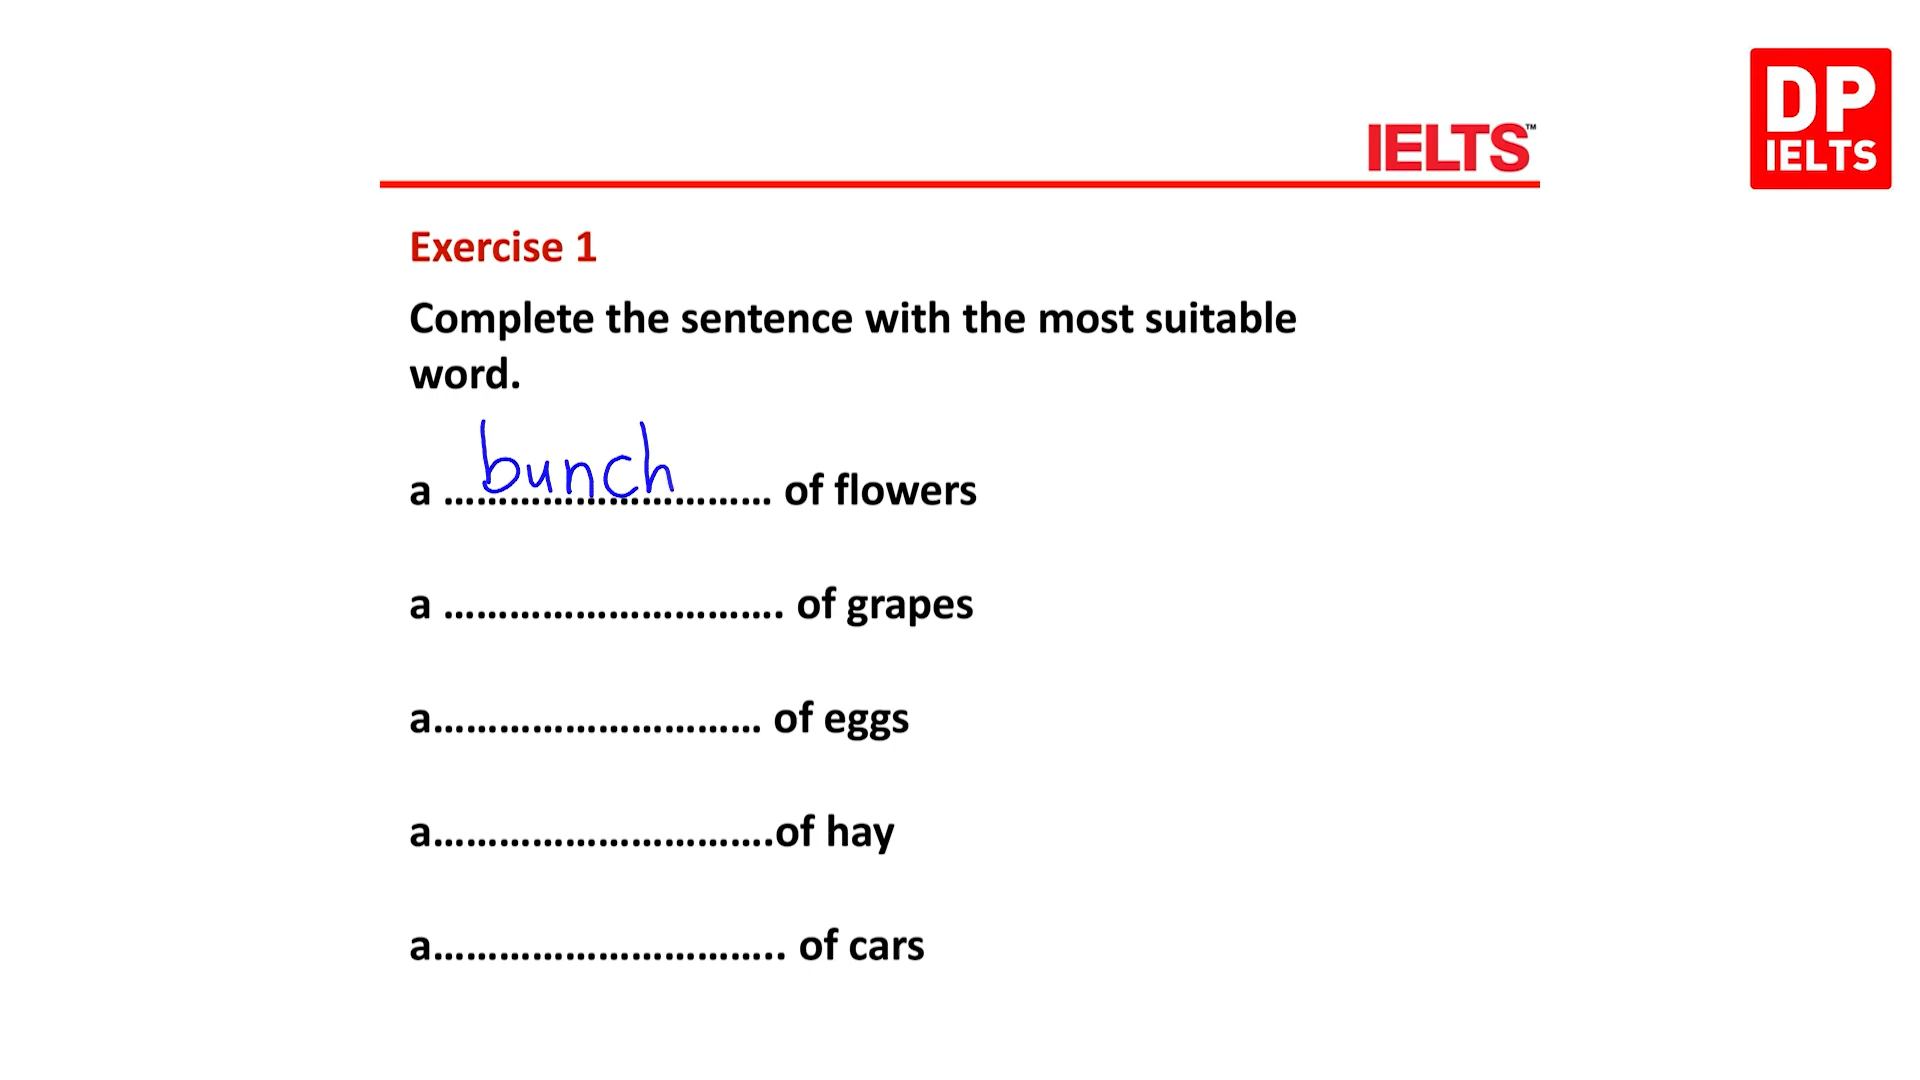 DP
IELTS
IELTS™
Exercise 1
Complete the sentence with the most suitable
word.
a ………bunch………… of flowers
a …………………………. of grapes
a………………………… of eggs
a………………………….of hay
a………………………….. of cars